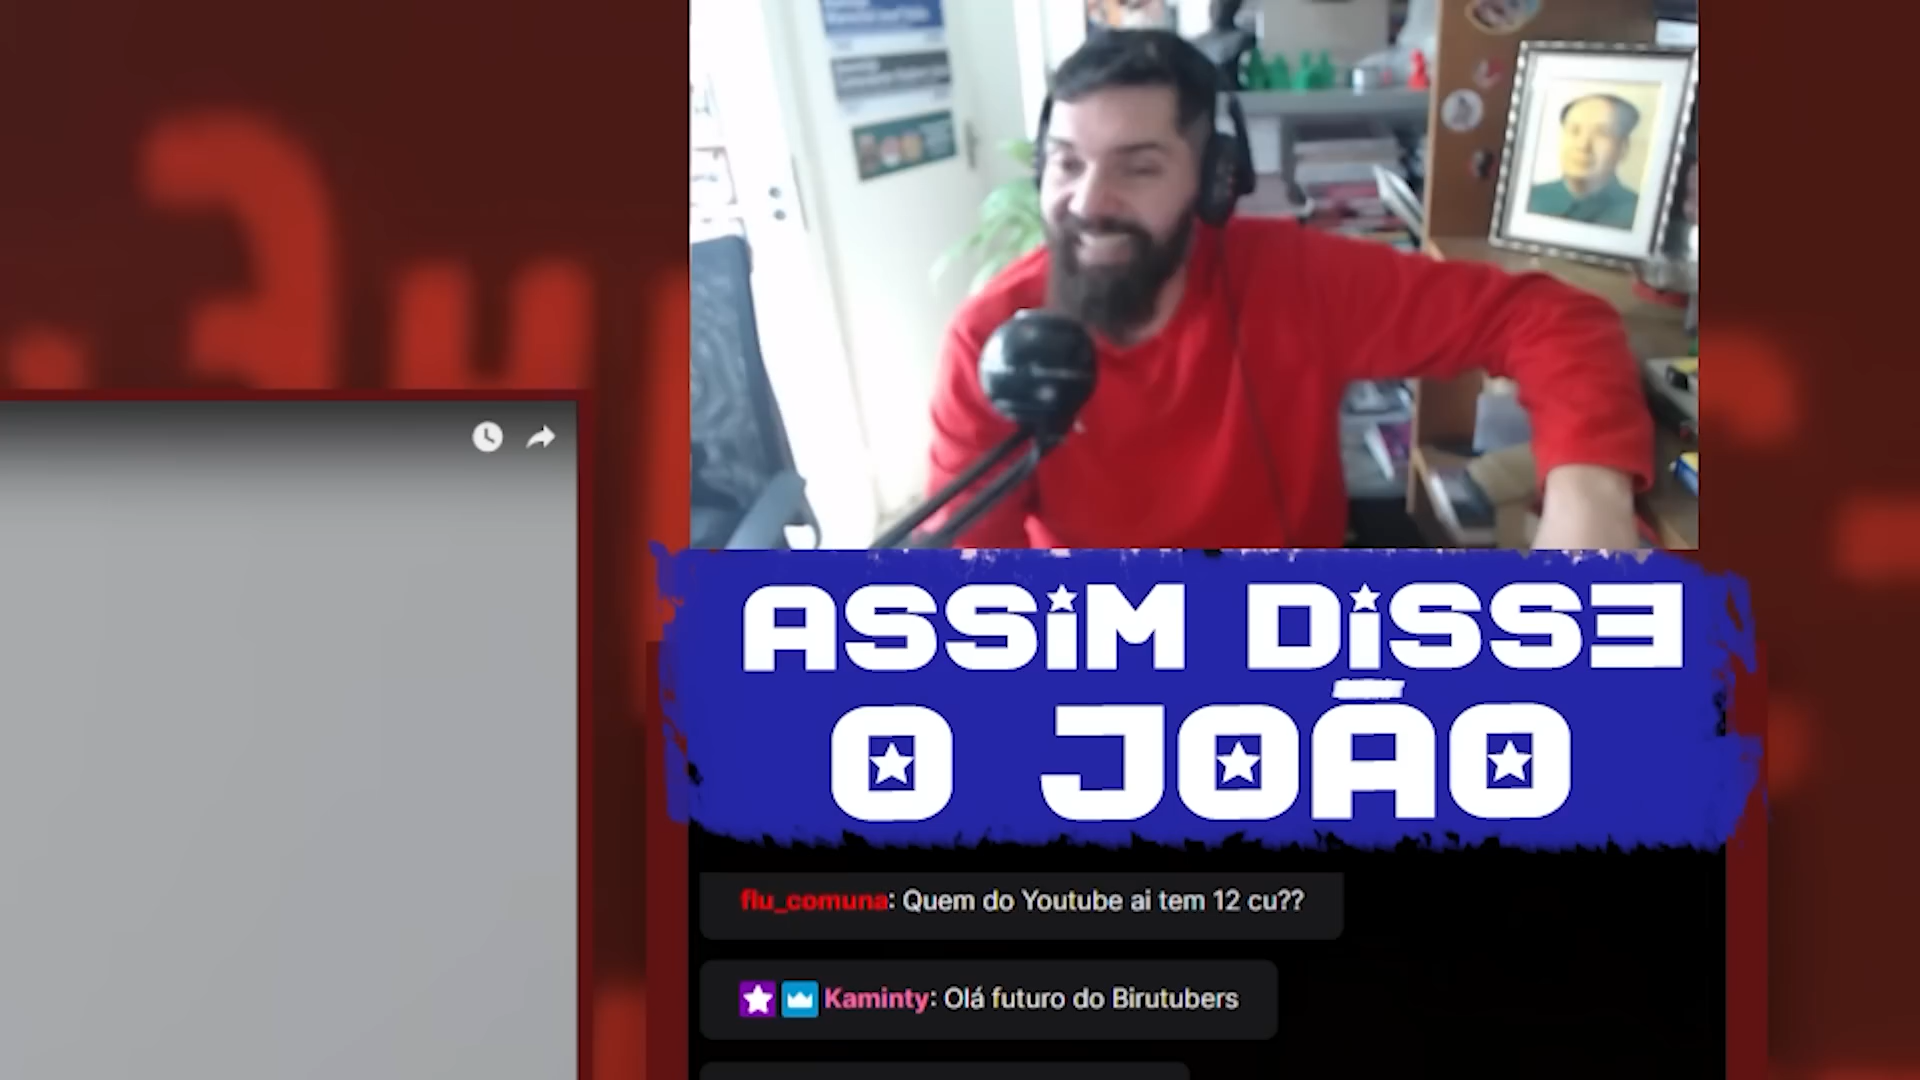 ASSiM DiSSE
O JOÃO
flu_comuna: Quem do Youtube ai tem 12 cu??
Kaminty: Olá futuro do Birutubers